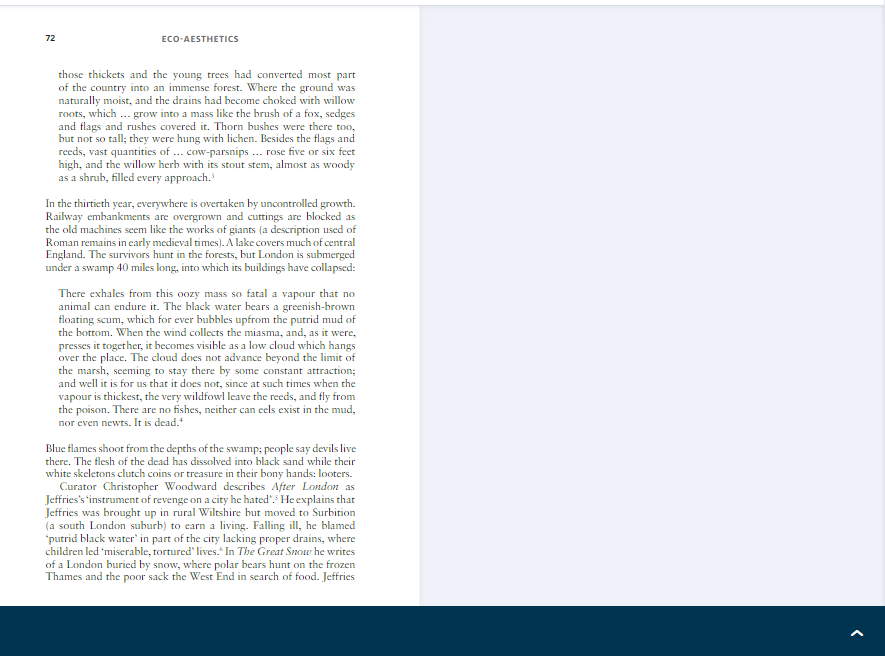 72
ECO-AESTHETICS
those thickets and the young trees had converted most part
of the country into an immense forest. Where the ground was
naturally moist, and the drains had become choked with willow
roots, which ... grow into a mass like the brush of a fox, sedges
and flags and rushes covered it. Thorn bushes were there too,
but not so tall; they were hung with lichen. Besides the flags and
reeds, vast quantities of ... cow-parsnips ... rose five or six feet
high, and the willow herb with its stout stem, almost as woody
as a shrub, filled every approach.³
In the thirtieth year, everywhere is overtaken by uncontrolled growth.
Railway embankments are overgrown and cuttings are blocked as
the old machines seem like the works of giants (a description used of
Roman remains in early medieval times). A lake covers much of central
England. The survivors hunt in the forests, but London is submerged
under a swamp 40 miles long, into which its buildings have collapsed:
There exhales from this oozy mass so fatal a vapour that no
animal can endure it. The black water bears a greenish-brown
floating scum, which for ever bubbles upfrom the putrid mud of
the bottom. When the wind collects the miasma, and, as it were,
presses it together, it becomes visible as a low cloud which hangs
over the place. The cloud does not advance beyond the limit of
the marsh, seeming to stay there by some constant attraction;
and well it is for us that it does not, since at such times when the
vapour is thickest, the very wildfowl leave the reeds, and fly from
the poison. There are no fishes, neither can eels exist in the mud,
nor even newts. It is dead.⁴
Blue flames shoot from the depths of the swamp; people say devils live
there. The flesh of the dead has dissolved into black sand while their
white skeletons clutch coins or treasure in their bony hands: looters.
Curator Christopher Woodward describes After London as
Jeffries's 'instrument of revenge on a city he hated'.⁵ He explains that
Jeffries was brought up in rural Wiltshire but moved to Surbition
(a south London suburb) to earn a living. Falling ill, he blamed
'putrid black water' in part of the city lacking proper drains, where
children led 'miserable, tortured' lives.⁶ In The Great Snow he writes
of a London buried by snow, where polar bears hunt on the frozen
Thames and the poor sack the West End in search of food. Jeffries